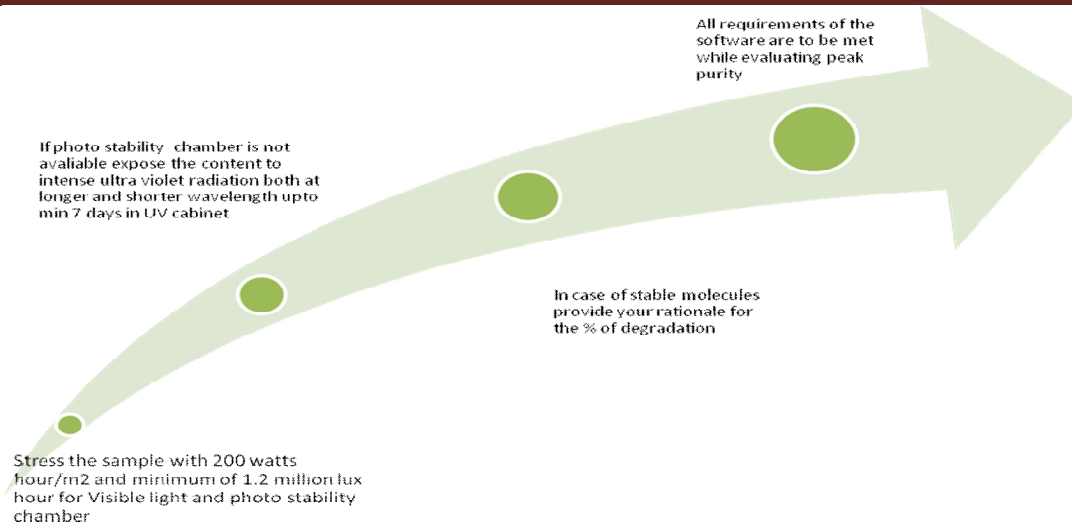 All requirements of the
software are to be met
while evaluating peak
purity
If photo stability chamber is not
avaliable expose the content to
intense ultra violet radiation both at
longer and shorter wavelength upto
min 7 days in UV cabinet
In case of stable molecules
provide your rationale for
the % of degradation
Stress the sample with 200 watts
hour/m2 and minimum of 1.2 million lux
hour for Visible light and photo stability
chamber